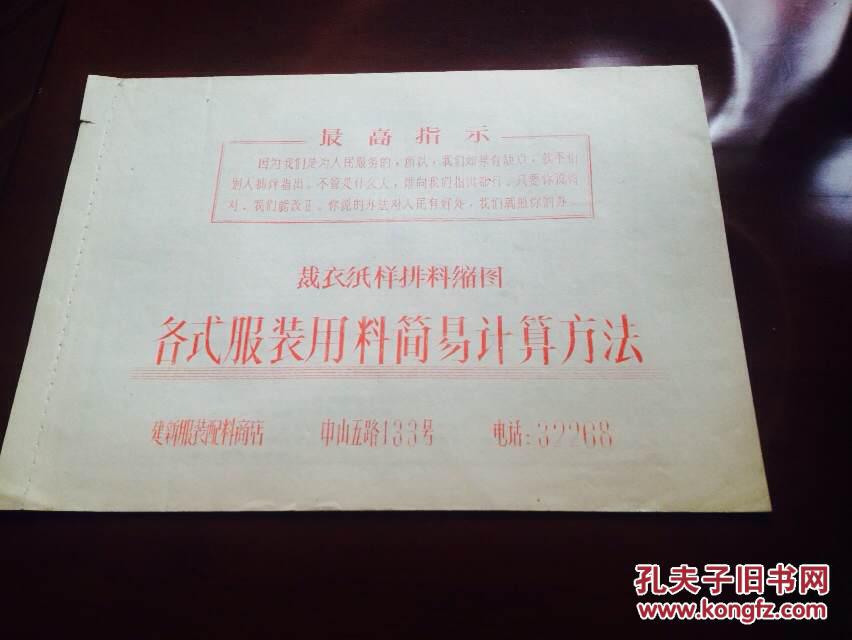 最高指示
因为我们是为人民服务的,所以,我们如果有缺点,就不怕
别人批评指出。不管是什么人,谁向我们指出都行。只要你说得
对,我们就改正。你说的办法对人民有好处,我们就照你的办。
裁衣纸样排料缩图
各式服装用料简易计算方法
建新服装配料商店 中山五路133号 电话:32268
孔夫子旧书网
www.kongfz.com